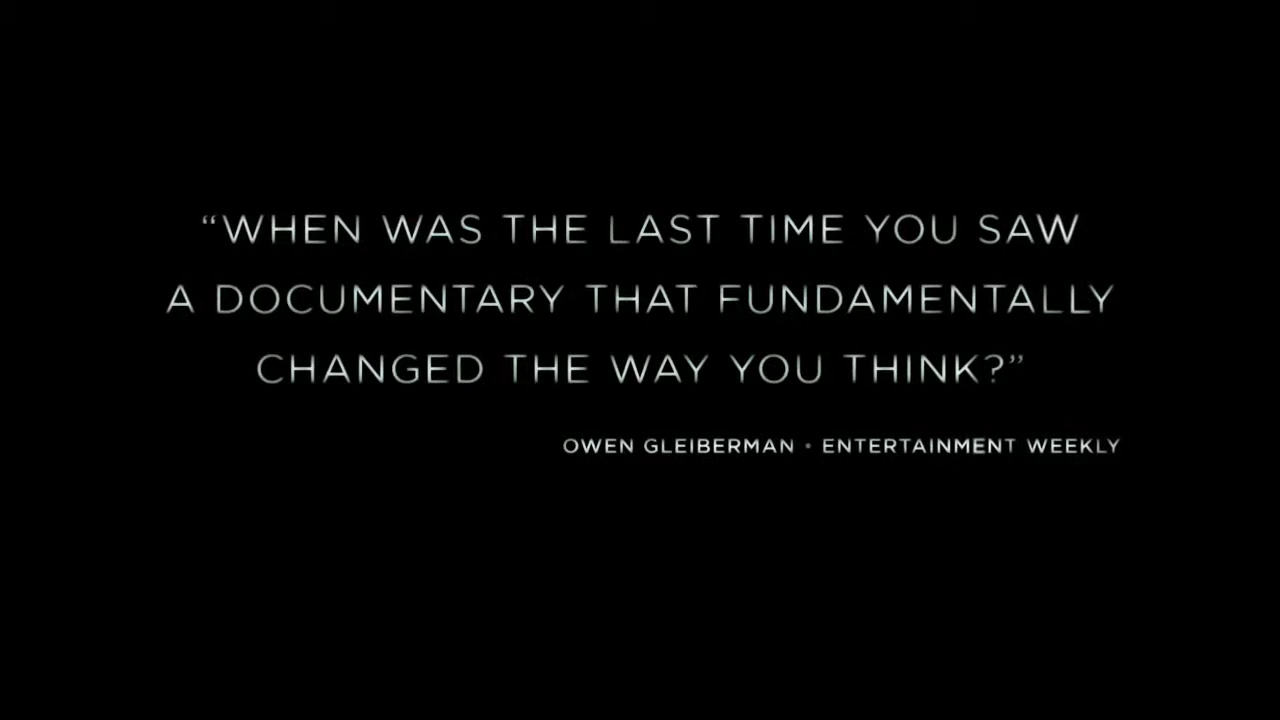 “WHEN WAS THE LAST TIME YOU SAW
A DOCUMENTARY THAT FUNDAMENTALLY
CHANGED THE WAY YOU THINK?”
OWEN GLEIBERMAN • ENTERTAINMENT WEEKLY